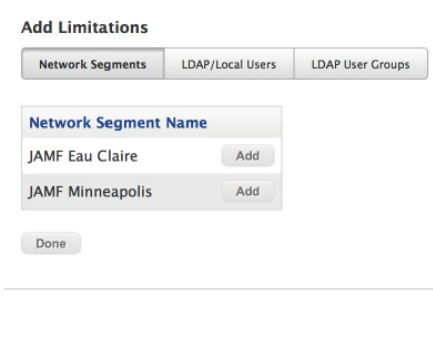 Add Limitations
Network Segments LDAP/Local Users LDAP User Groups
Network Segment Name
JAMF Eau Claire Add
JAMF Minneapolis Add
Done